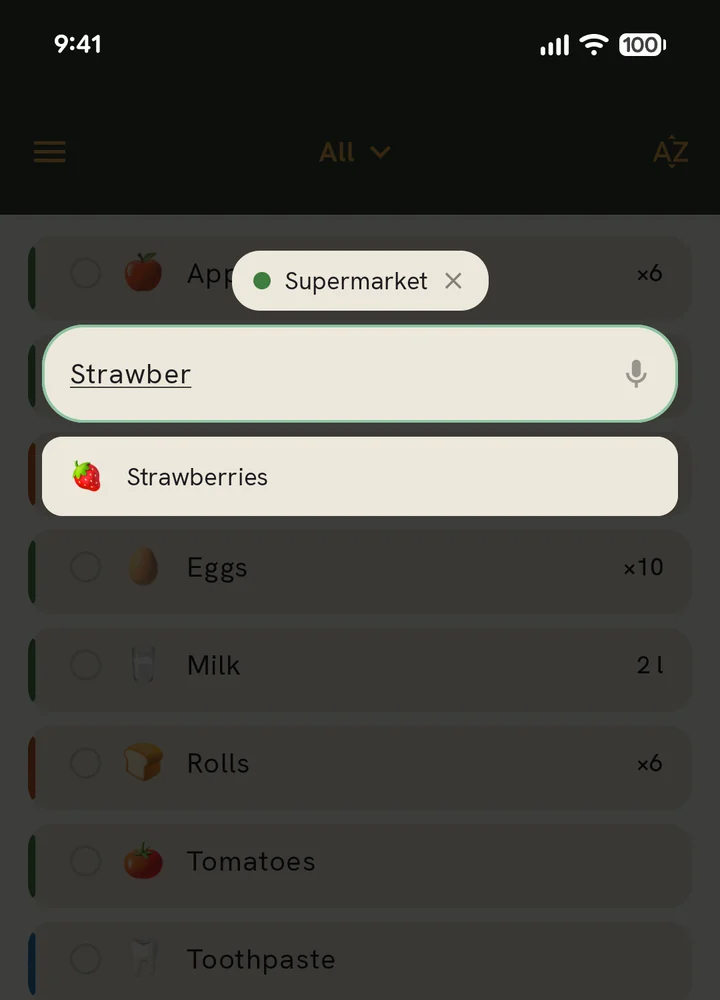 9:41 100
All AZ
App ×6
Supermarket
Strawber
Strawberries
Eggs ×10
Milk 2 l
Rolls ×6
Tomatoes
Toothpaste